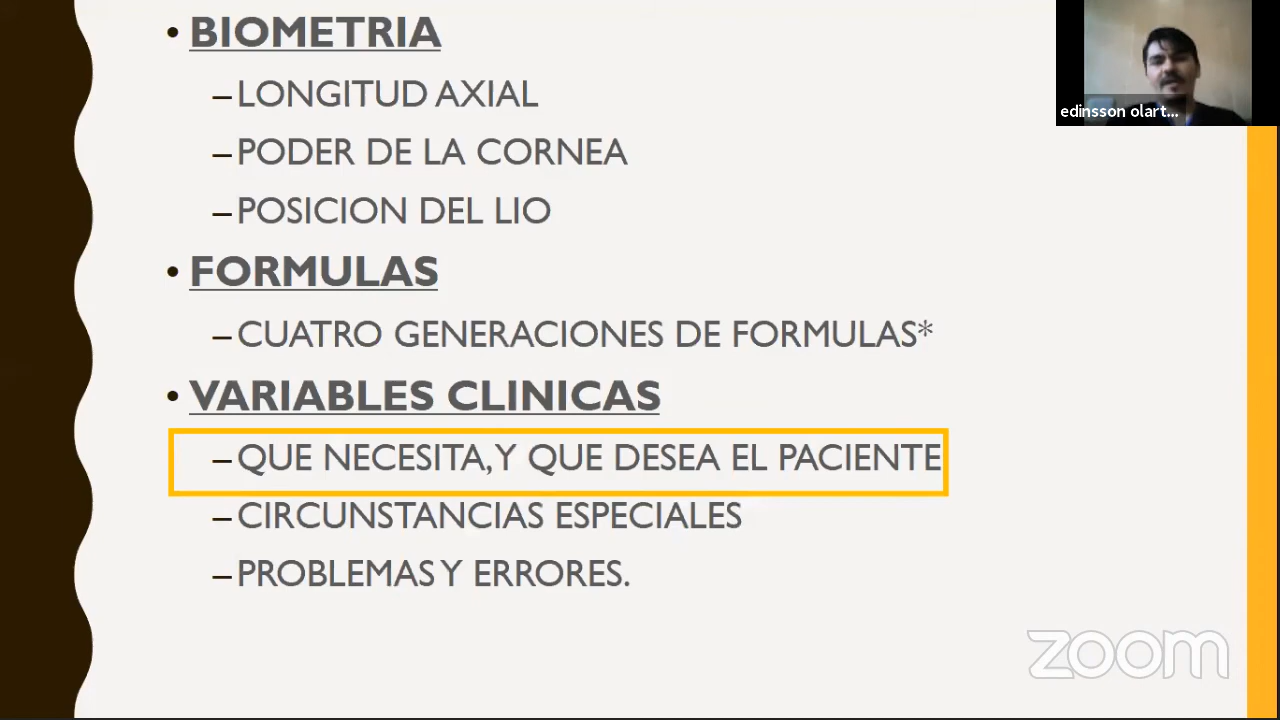 • BIOMETRIA
–LONGITUD AXIAL
–PODER DE LA CORNEA
–POSICION DEL LIO
• FORMULAS
–CUATRO GENERACIONES DE FORMULAS*
• VARIABLES CLINICAS
–QUE NECESITA,Y QUE DESEA EL PACIENTE
–CIRCUNSTANCIAS ESPECIALES
–PROBLEMAS Y ERRORES.
edinsson olart...
zoom